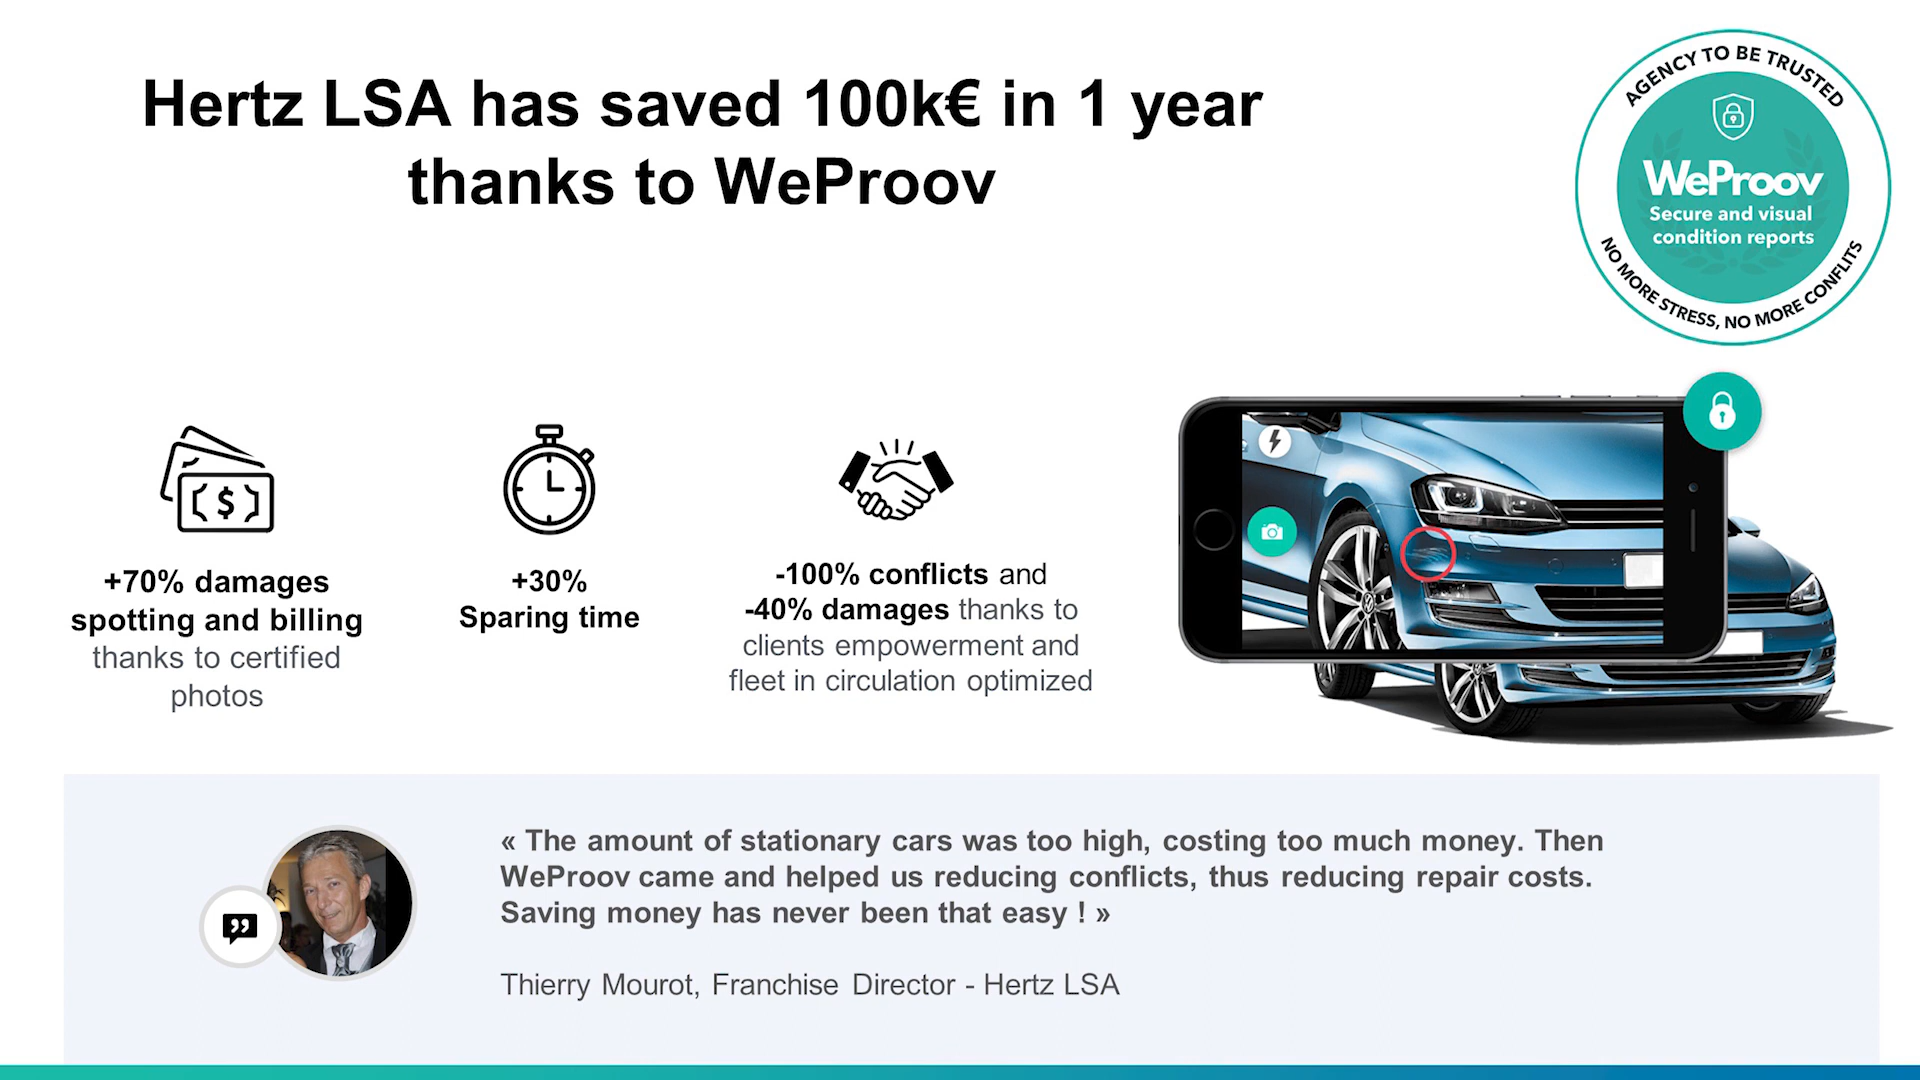 Hertz LSA has saved 100k€ in 1 year
thanks to WeProov
AGENCY TO BE TRUSTED
WeProov
Secure and visual
condition reports
NO MORE STRESS, NO MORE CONFLITS
$
+70% damages
spotting and billing
thanks to certified
photos
+30%
Sparing time
-100% conflicts and
-40% damages thanks to
clients empowerment and
fleet in circulation optimized
« The amount of stationary cars was too high, costing too much money. Then
WeProov came and helped us reducing conflicts, thus reducing repair costs.
Saving money has never been that easy ! »
Thierry Mourot, Franchise Director - Hertz LSA